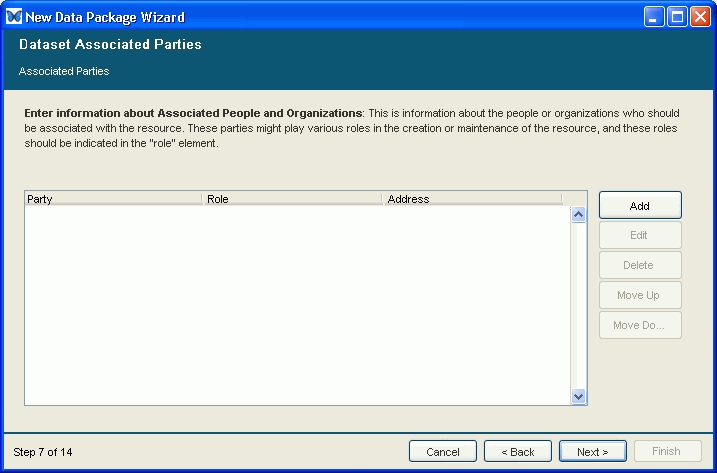 New Data Package Wizard
Dataset Associated Parties
Associated Parties
Enter information about Associated People and Organizations: This is information about the people or organizations who should
be associated with the resource. These parties might play various roles in the creation or maintenance of the resource, and these roles
should be indicated in the "role" element.
Party Role Address
Add
Edit
Delete
Move Up
Move Do...
Step 7 of 14 Cancel < Back Next > Finish